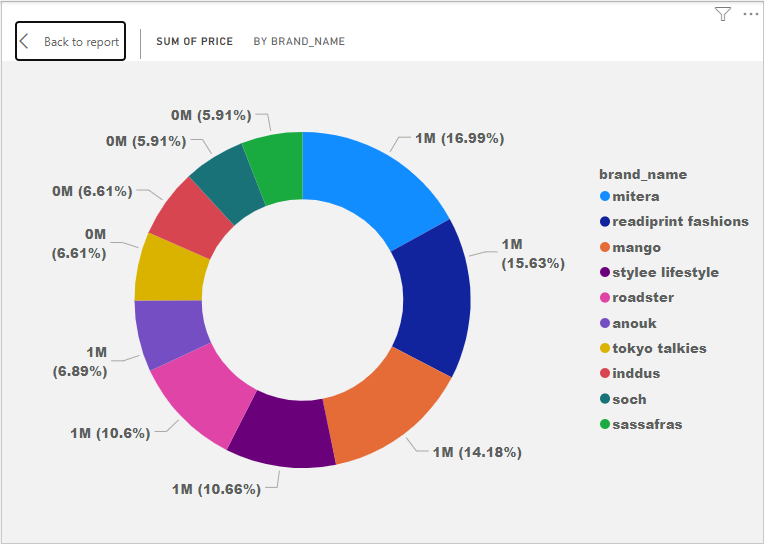 Back to report
SUM OF PRICE
BY BRAND_NAME
0M (5.91%)
1M (16.99%)
0M (5.91%)
0M (6.61%)
0M
(6.61%)
1M
(15.63%)
1M
(6.89%)
1M (10.6%)
1M (14.18%)
1M (10.66%)
brand_name
mitera
readiprint fashions
mango
stylee lifestyle
roadster
anouk
tokyo talkies
inddus
soch
sassafras